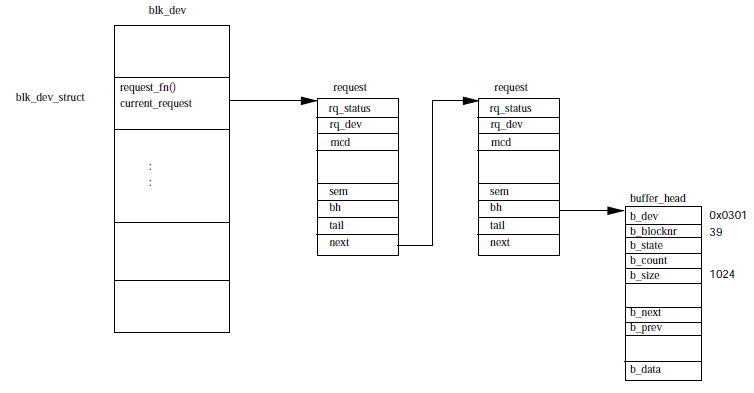 blk_dev
blk_dev_struct
request_fn()
current_request
:
:
request
rq_status
rq_dev
mcd
sem
bh
tail
next
request
rq_status
rq_dev
mcd
sem
bh
tail
next
buffer_head
b_dev 0x0301
b_blocknr 39
b_state
b_count
b_size 1024
b_next
b_prev
b_data